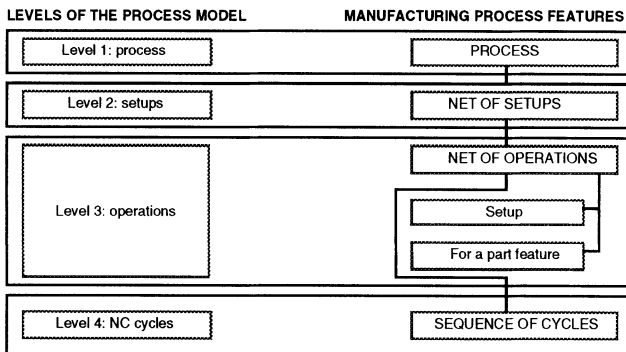 LEVELS OF THE PROCESS MODEL
MANUFACTURING PROCESS FEATURES
Level 1: process
PROCESS
Level 2: setups
NET OF SETUPS
Level 3: operations
NET OF OPERATIONS
Setup
For a part feature
Level 4: NC cycles
SEQUENCE OF CYCLES